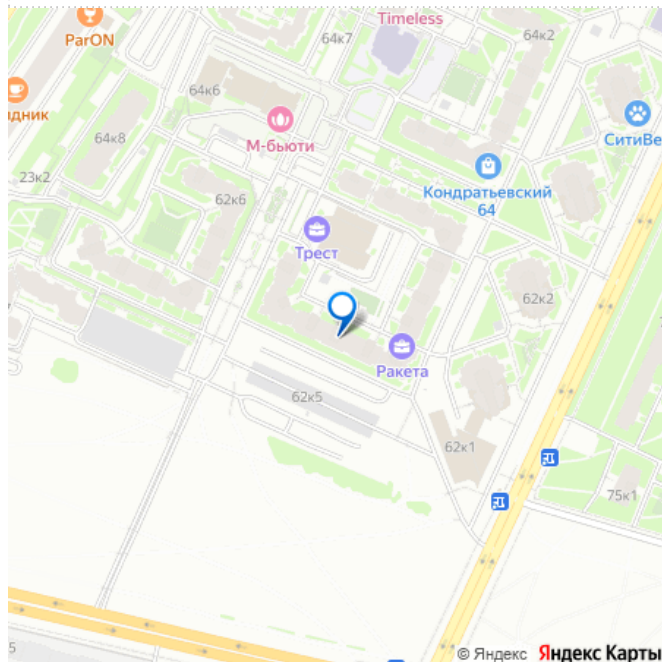 Timeless
ParON
64к7
64к2
64к6
дник
М-бьюти
СитиВе
64к8
Кондратьевский
64
23к2
62к6
Трест
62к2
Ракета
62к5
62к1
75к1
5
© Яндекс Яндекс Карты